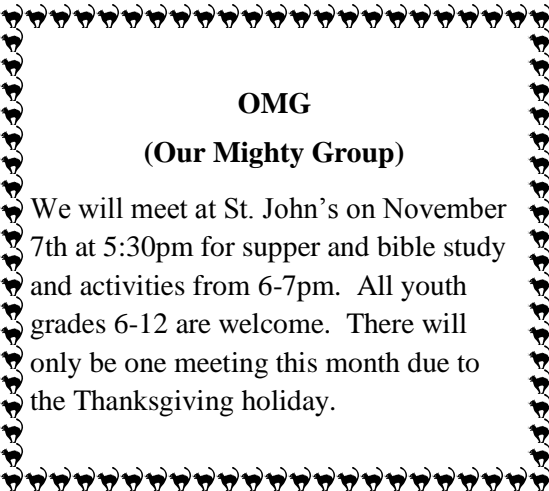 OMG
(Our Mighty Group)
We will meet at St. John’s on November
7th at 5:30pm for supper and bible study
and activities from 6-7pm.  All youth
grades 6-12 are welcome.  There will
only be one meeting this month due to
the Thanksgiving holiday.